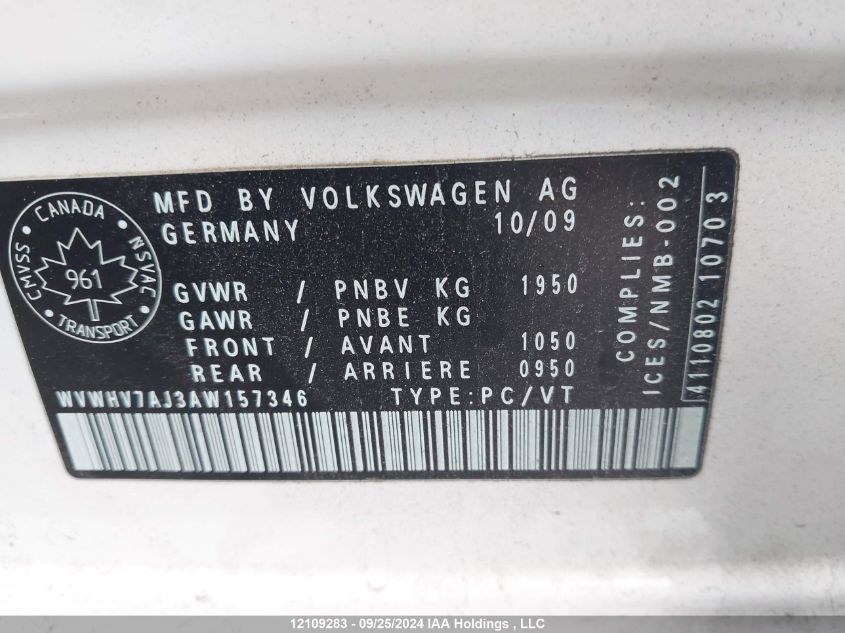 CANADA
CMVSS
NSVAC
961
TRANSPORT
MFD BY VOLKSWAGEN AG
GERMANY 10/09
GVWR / PNBV KG 1950
GAWR / PNBE KG
FRONT / AVANT 1050
REAR / ARRIERE 0950
WVWHV7AJ3AW157346 TYPE:PC/VT
COMPLIES:
ICES/NMB-002
4110802 10703
12109283 - 09/25/2024 IAA Holdings , LLC